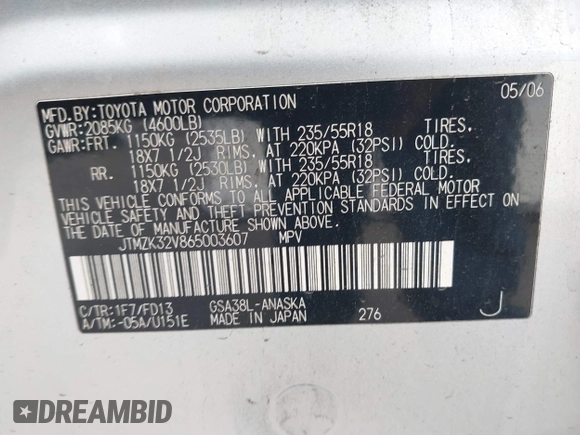 MFD.BY:TOYOTA MOTOR CORPORATION 05/06
GVWR:2085KG (4600LB)
GAWR:FRT. 1150KG (2535LB) WITH 235/55R18 TIRES,
18X7 1/2J RIMS, AT 220KPA (32PSI) COLD.
RR. 1150KG (2530LB) WITH 235/55R18 TIRES,
18X7 1/2J RIMS, AT 220KPA (32PSI) COLD.
THIS VEHICLE CONFORMS TO ALL APPLICABLE FEDERAL MOTOR
VEHICLE SAFETY AND THEFT PREVENTION STANDARDS IN EFFECT ON
THE DATE OF MANUFACTURE SHOWN ABOVE.
JTMZK32V865003607 MPV
C/TR:1F7/FD13 GSA38L-ANASKA
A/TM:-05A/U151E MADE IN JAPAN 276 J
DREAMBID